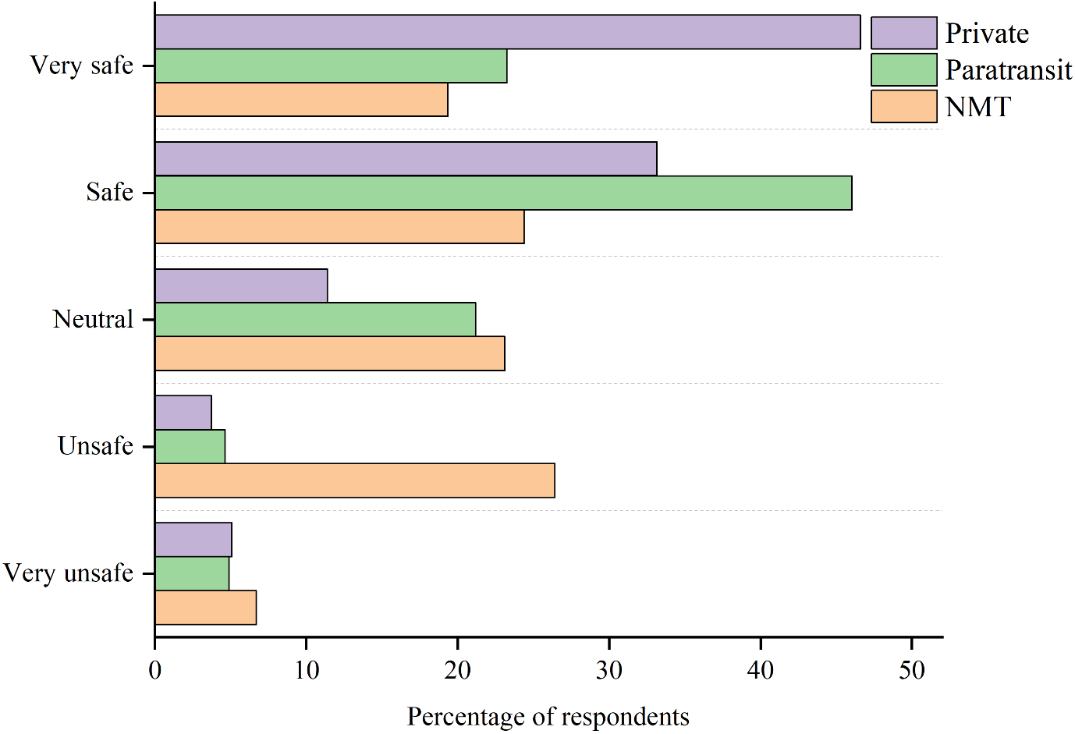 Private
Paratransit
NMT
Very safe
Safe
Neutral
Unsafe
Very unsafe
0 10 20 30 40 50
Percentage of respondents